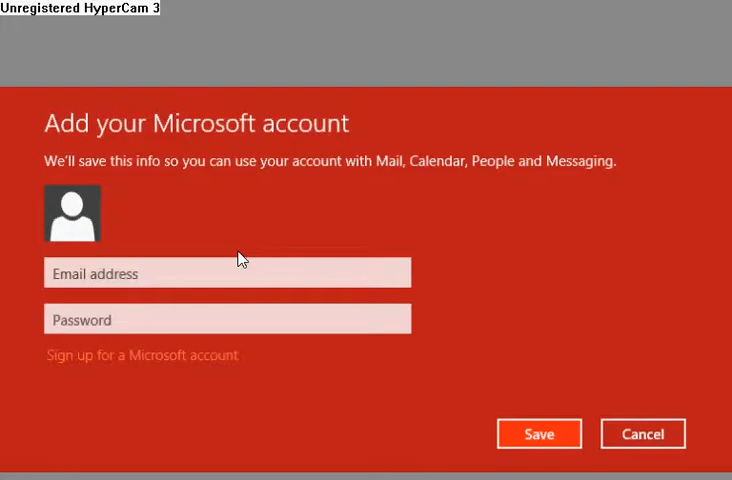 Unregistered HyperCam 3
Add your Microsoft account
We'll save this info so you can use your account with Mail, Calendar, People and Messaging.
Email address
Password
Sign up for a Microsoft account
Save
Cancel